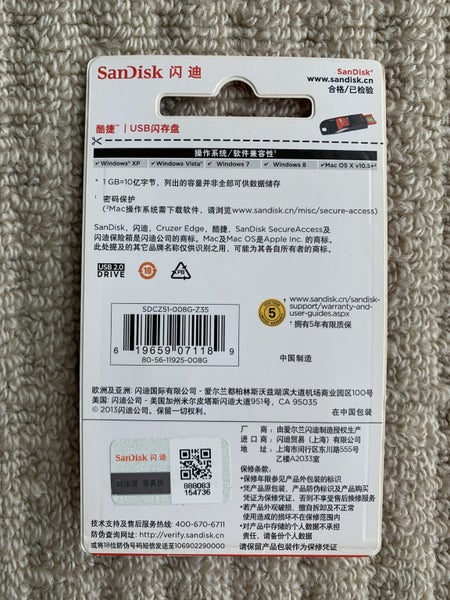 SanDisk 闪迪
SanDisk®
www.sandisk.cn
合格/已检验
酷捷™ | USB闪存盘
操作系统/软件兼容性¹
✓Windows® XP ✓Windows Vista® ✓Windows 7 ✓Windows 8 ✓Mac OS X v10.5+²
* 1 GB=10亿字节，列出的容量并非全部可供数据储存
¹ 密码保护
(²Mac操作系统需下载软件，请浏览www.sandisk.cn/misc/secure-access)
SanDisk，闪迪，Cruzer Edge，酷捷，SanDisk SecureAccess及
闪迪保险箱是闪迪公司的商标。Mac及Mac OS是Apple Inc. 的商标。
此处提及的及其它品牌名称仅供识别之用，可能为其各自所有者的商标。
USB 2.0
DRIVE
10
SDCZ51-008G-Z35
6 19659 07118 9
80-56-11925-008G
5
† www.sandisk.cn/sandisk-
support/warranty-and-
user-guides.aspx
† 拥有5年有限质保
中国制造
欧洲及亚洲: 闪迪国际有限公司 - 爱尔兰都柏林斯沃兹湖滨大道机场商业园区100号
美国: 闪迪公司 - 加州米尔皮塔斯闪迪大道951号，CA 95035
© 2013闪迪公司。保留一切权利。
在中国包装
厂 商: 由爱尔兰闪迪制造授权生产
进 口 商: 闪迪贸易（上海）有限公司
地 址: 上海市闵行区东川路555号
乙楼A2033室
SanDisk 闪迪
888083
154736
保修条款:
*保修年限参见产品外包装的标识
*凭产品原包装、产品防伪标识及产品购买
凭证为保修凭证，否则不享受售后换修服务
*若产品外观破损、擅自拆卸及不正常
使用造成的损坏不在保修范围内
*对产品中存储的个人数据不承担
责任，请备份个人数据
请保留产品包装作为保修凭证
技术支持及售后服务: 400-670-6711
防伪查询网址: http://verify.sandisk.cn
或将18位防伪号码短信发送至106902290000